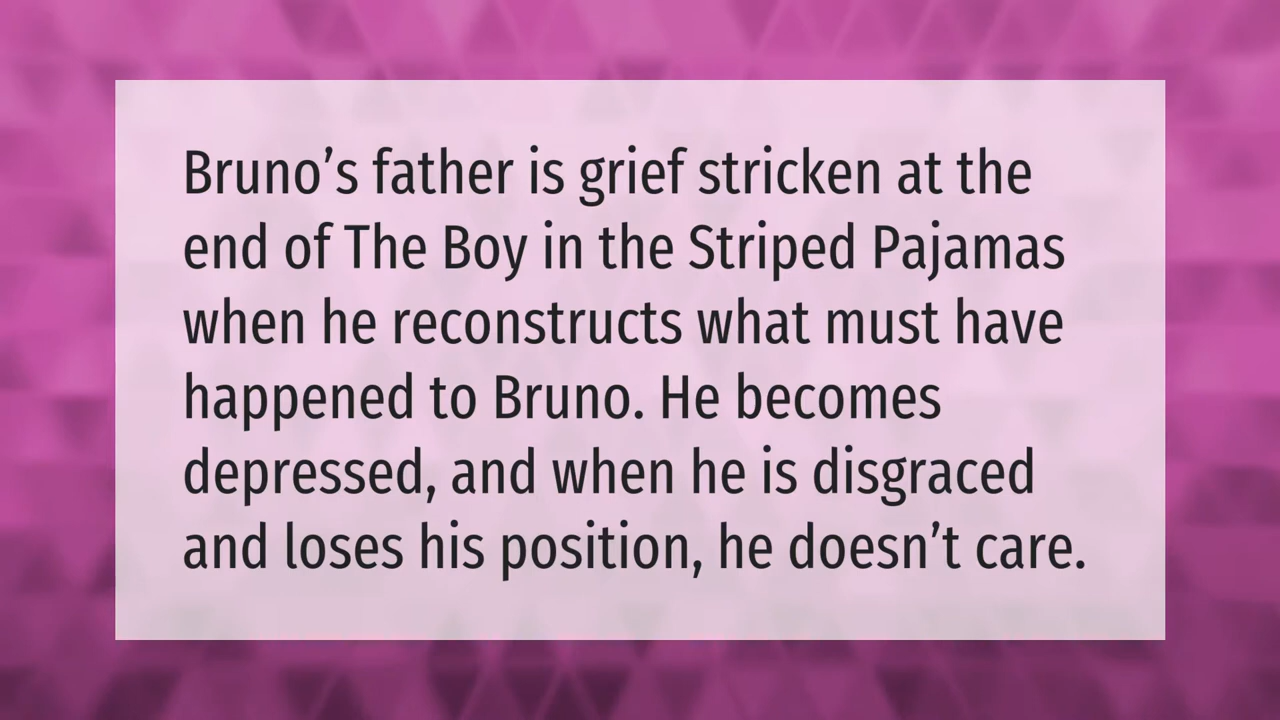 Bruno’s father is grief stricken at the
end of The Boy in the Striped Pajamas
when he reconstructs what must have
happened to Bruno. He becomes
depressed, and when he is disgraced
and loses his position, he doesn’t care.